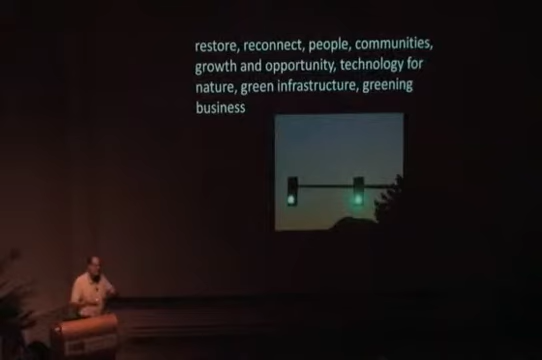 restore, reconnect, people, communities,
growth and opportunity, technology for
nature, green infrastructure, greening
business